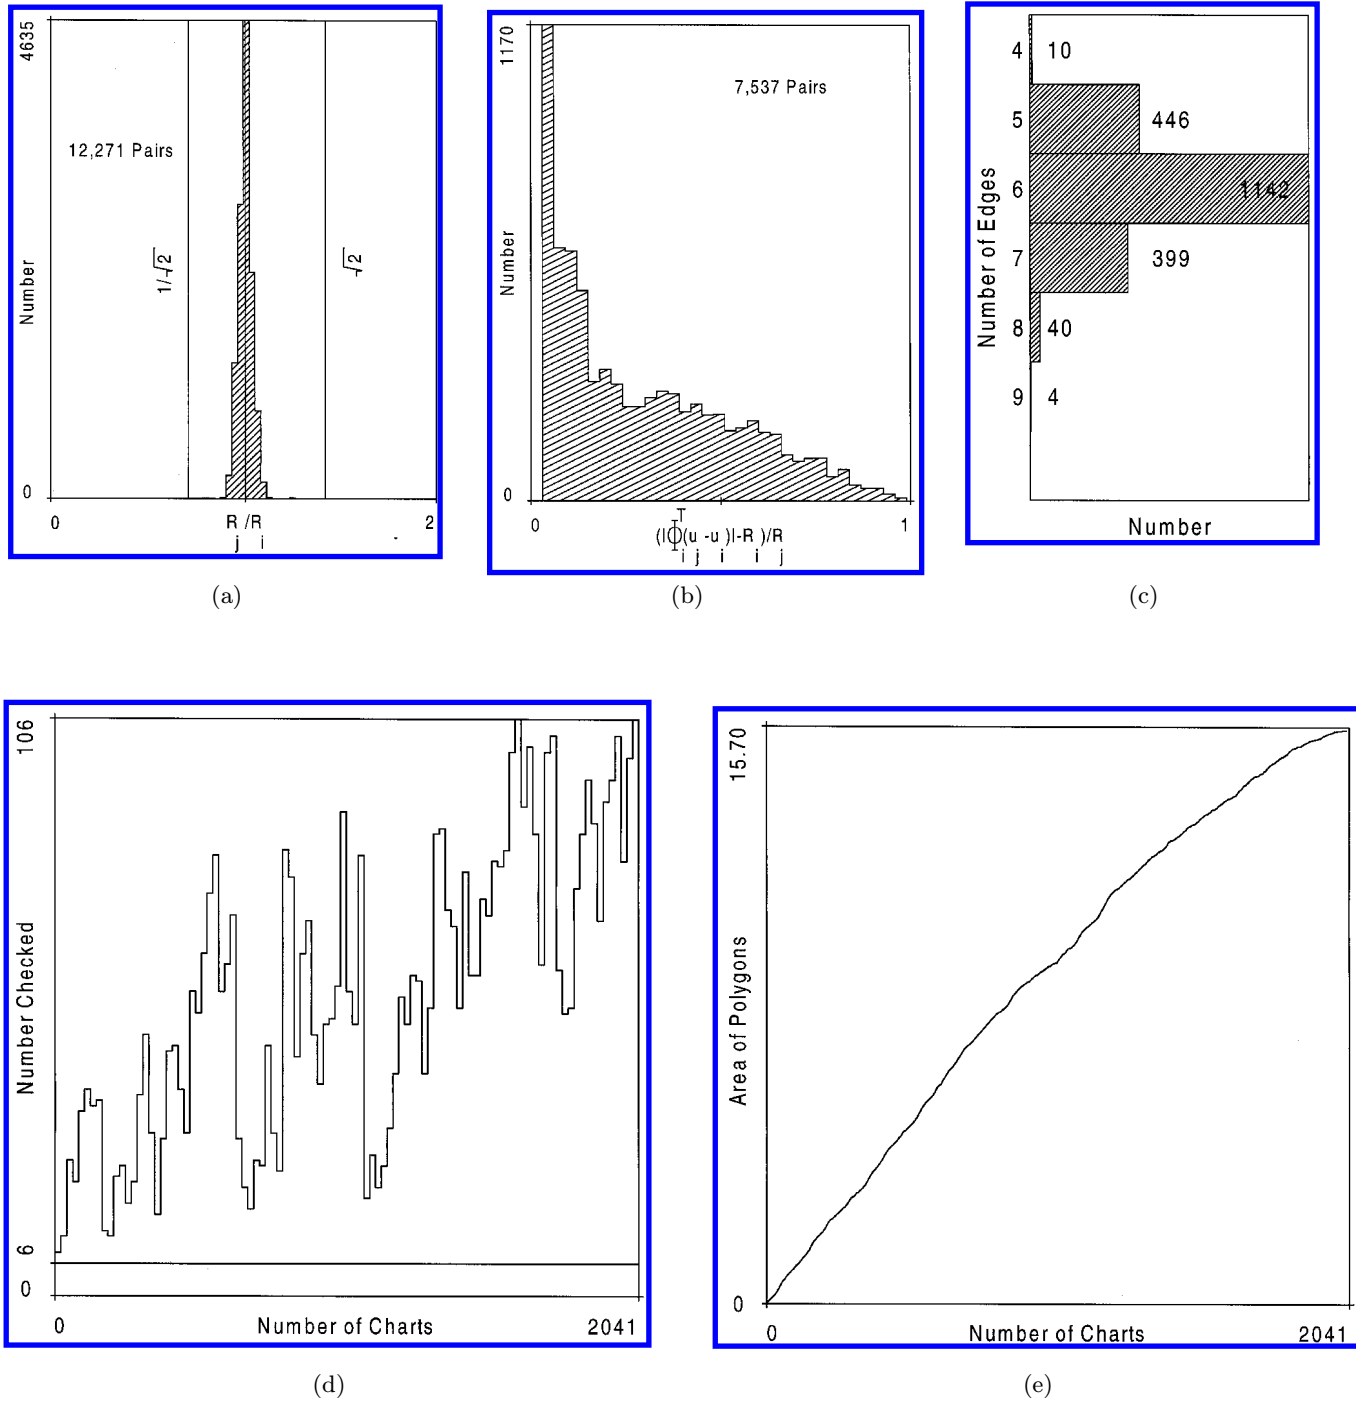 4635
12,271 Pairs
1/√2
√2
Number
0
0
R /R
j i
2
(a)
1170
7,537 Pairs
Number
0
0
1
T
(|Φ(u -u )|-R )/R
i j i i j
(b)
4 10
5 446
6 1142
7 399
8 40
9 4
Number of Edges
Number
(c)
106
Number Checked
6
0
0 Number of Charts 2041
(d)
15.70
Area of Polygons
0
0 Number of Charts 2041
(e)